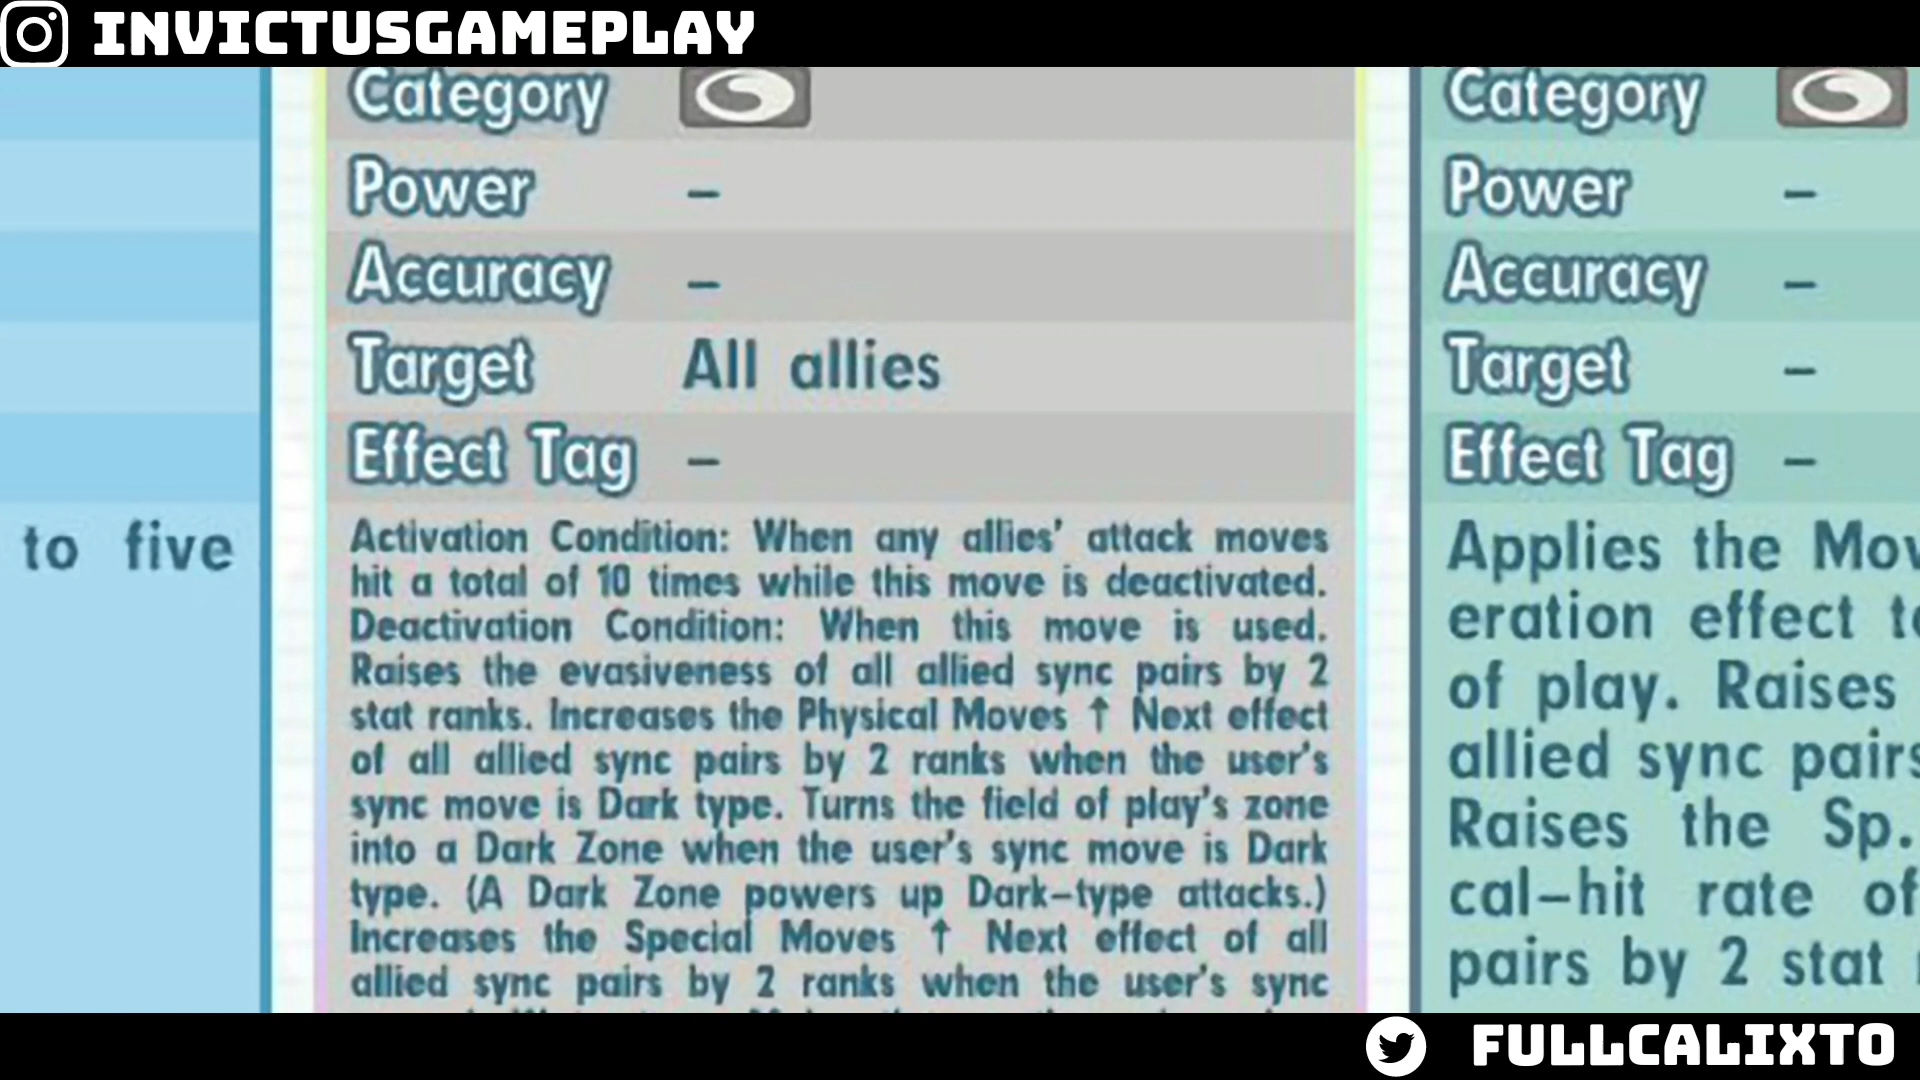 INVICTUSGAMEPLAY
to five
Category
Power –
Accuracy –
Target All allies
Effect Tag –
Activation Condition: When any allies' attack moves
hit a total of 10 times while this move is deactivated.
Deactivation Condition: When this move is used.
Raises the evasiveness of all allied sync pairs by 2
stat ranks. Increases the Physical Moves ↑ Next effect
of all allied sync pairs by 2 ranks when the user's
sync move is Dark type. Turns the field of play's zone
into a Dark Zone when the user's sync move is Dark
type. (A Dark Zone powers up Dark-type attacks.)
Increases the Special Moves ↑ Next effect of all
allied sync pairs by 2 ranks when the user's sync
Category
Power –
Accuracy –
Target –
Effect Tag –
Applies the Mov
eration effect to
of play. Raises
allied sync pairs
Raises the Sp.
cal-hit rate of
pairs by 2 stat
FULLCALIXTO